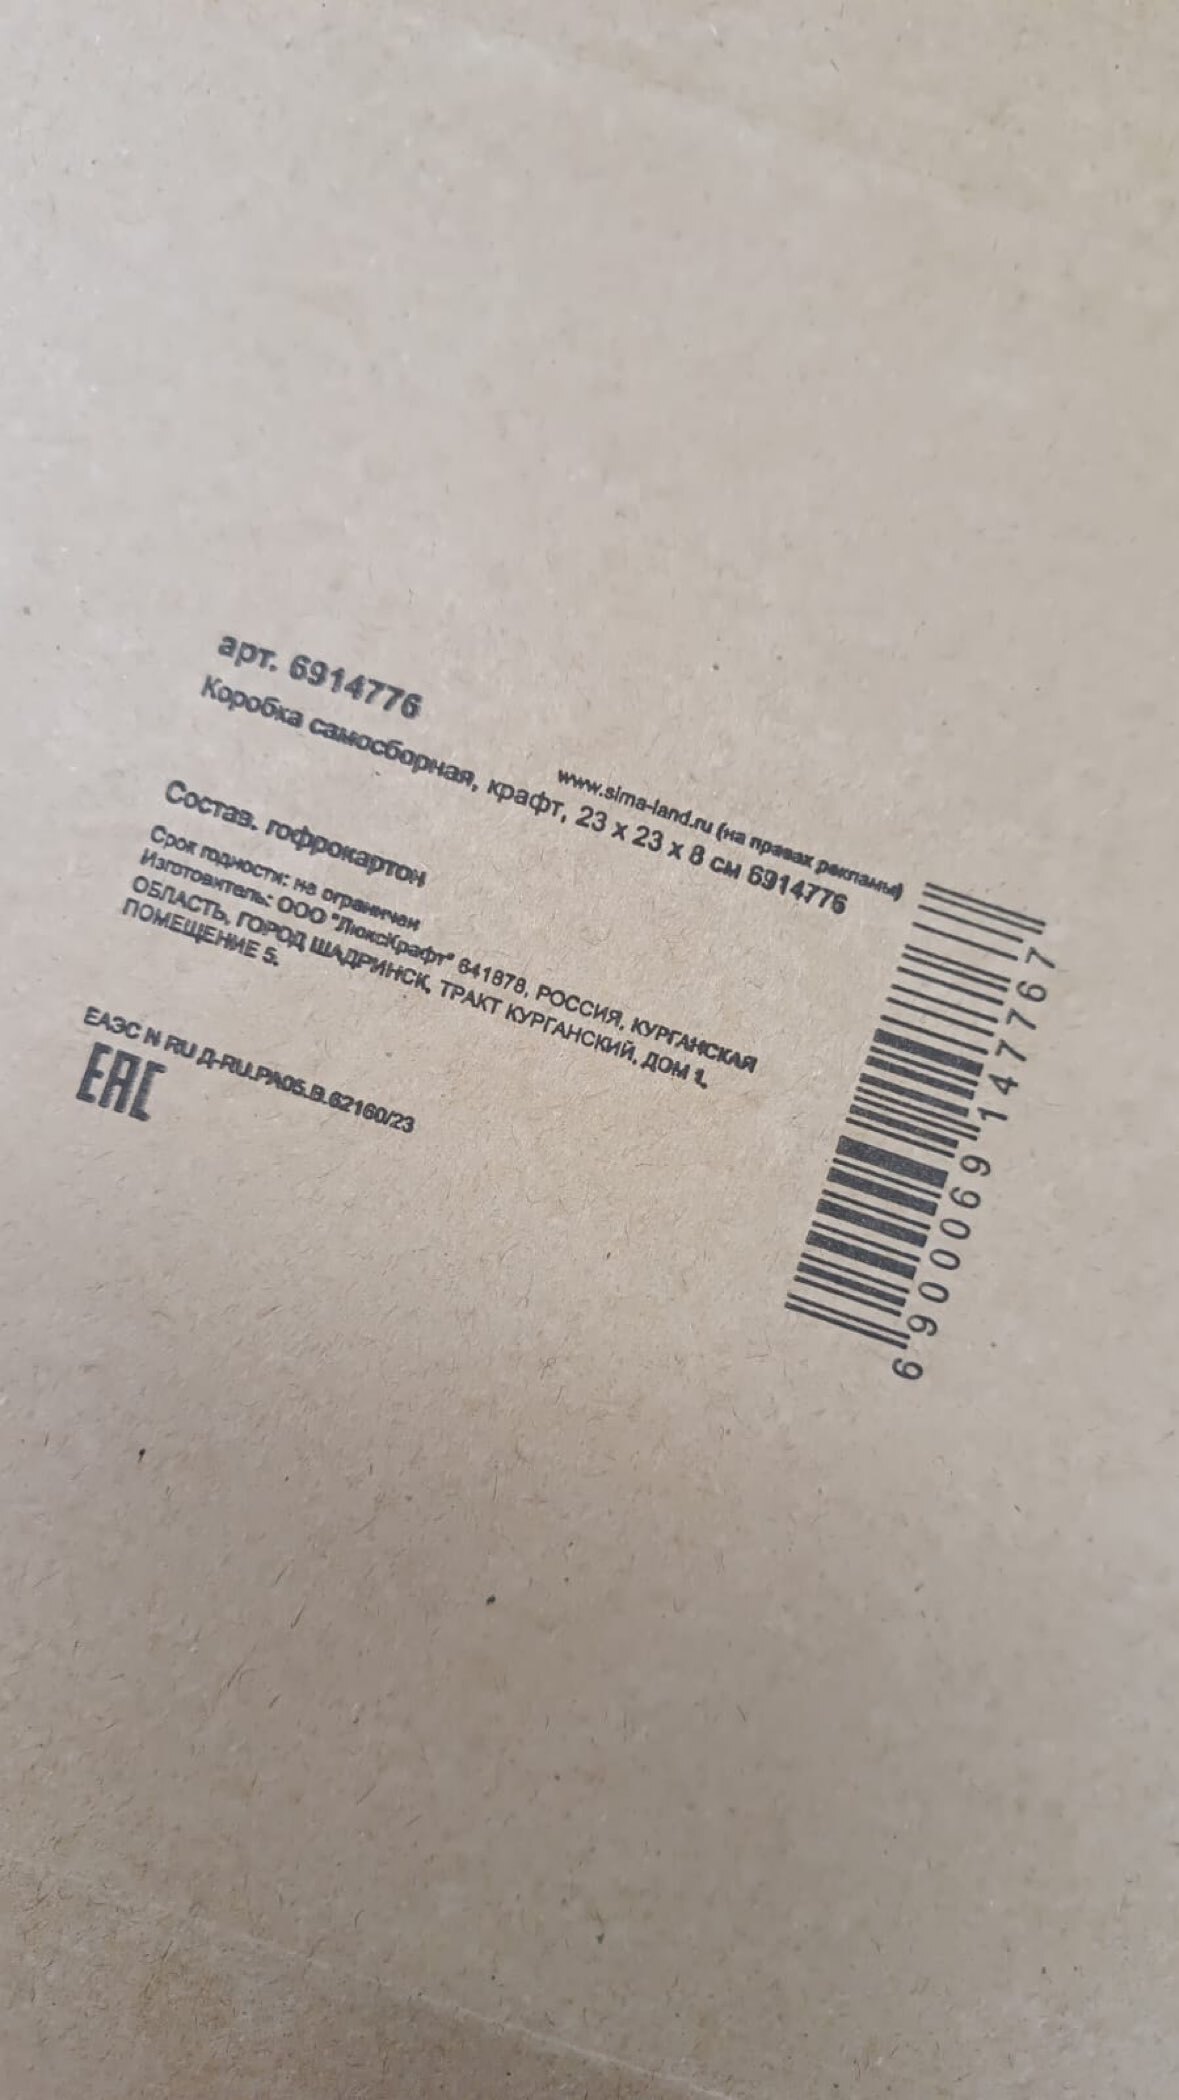 арт. 6914776
www.sima-land.ru (на правах рекламы)
Коробка самосборная, крафт, 23 х 23 х 8 см 6914776
Состав. гофрокартон
Срок годности: не ограничен
Изготовитель: ООО "ЛюксКрафт" 641878, РОССИЯ, КУРГАНСКАЯ
ОБЛАСТЬ, ГОРОД ШАДРИНСК, ТРАКТ КУРГАНСКИЙ, ДОМ 1,
ПОМЕЩЕНИЕ 5.
ЕАЭС N RU Д-RU.РА05.В.62160/23
EAC
6900069147767